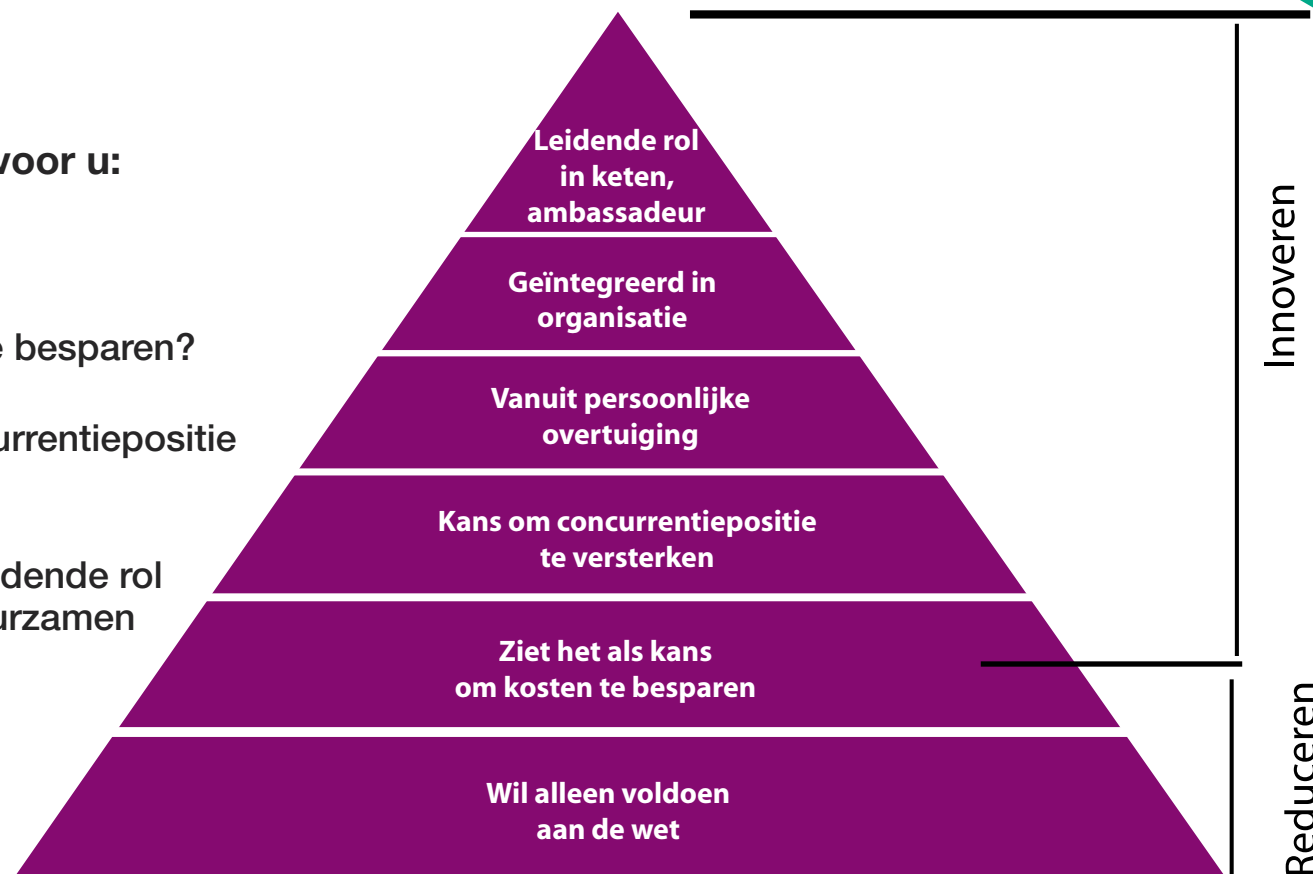 voor u:
besparen?
urrentiepositie
dende rol
urzamen
Leidende rol
in keten,
ambassadeur
Geïntegreerd in
organisatie
Vanuit persoonlijke
overtuiging
Kans om concurrentiepositie
te versterken
Ziet het als kans
om kosten te besparen
Wil alleen voldoen
aan de wet
Innoveren
Reduceren